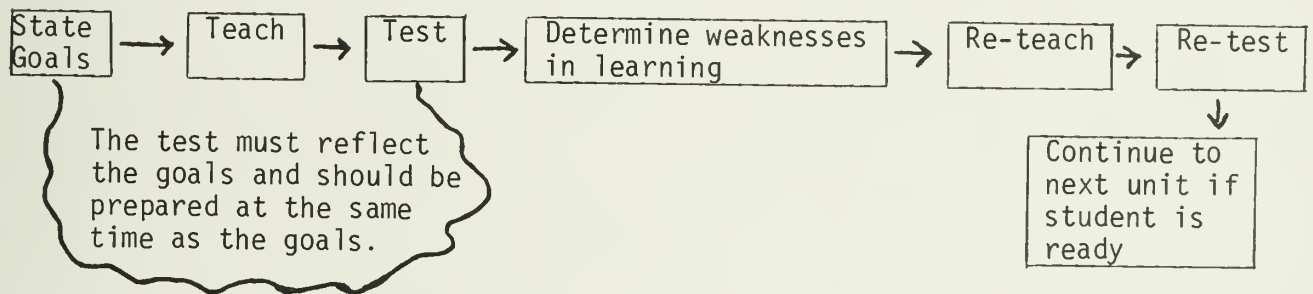 State
Goals
Teach
Test
Determine weaknesses
in learning
Re-teach
Re-test
The test must reflect
the goals and should be
prepared at the same
time as the goals.
Continue to
next unit if
student is
ready